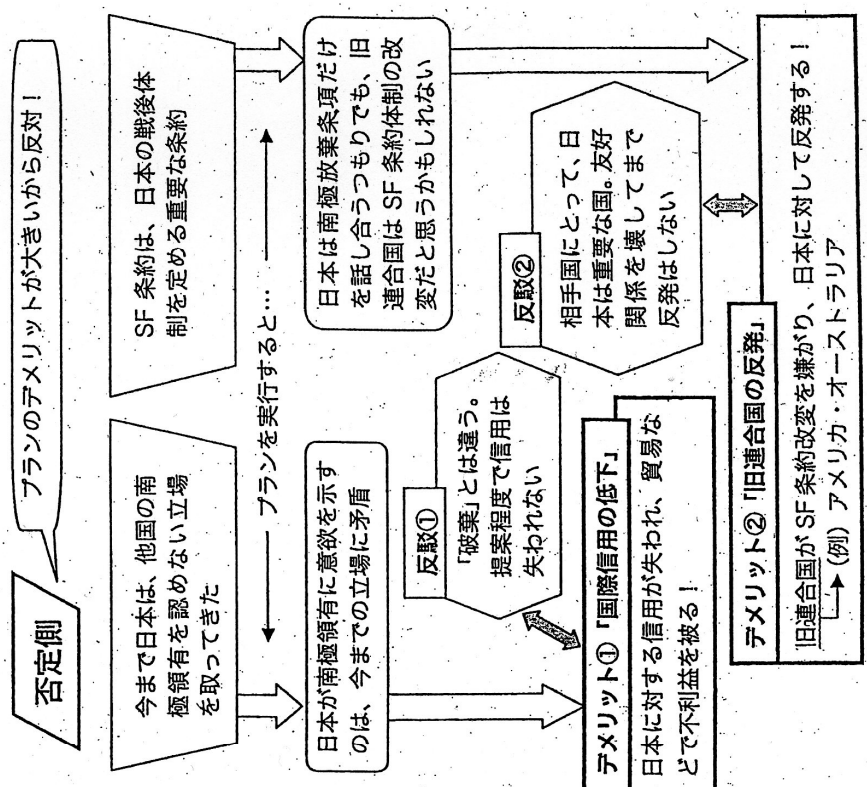 否定側
プランのデメリットが大きいから反対！
今まで日本は、他国の南
極領有を認めない立場
を取ってきた
SF 条約は、日本の戦後体
制を定める重要な条約
プランを実行すると…
日本が南極領有に意欲を示す
のは、今までの立場に矛盾
日本は南極放棄条項だけ
を話し合うつもりでも、旧
連合国は SF 条約体制の改
変だと思うかもしれない
反駁①
「破棄」とは違う。
提案程度で信用は
失われない
反駁②
相手国にとって、日
本は重要な国。友好
関係を壊してまで
反発はしない
デメリット①「国際信用の低下」
日本に対する信用が失われ、貿易な
どで不利益を被る！
デメリット②「旧連合国の反発」
旧連合国が SF 条約改変を嫌がり、日本に対して反発する！
(例) アメリカ・オーストラリア